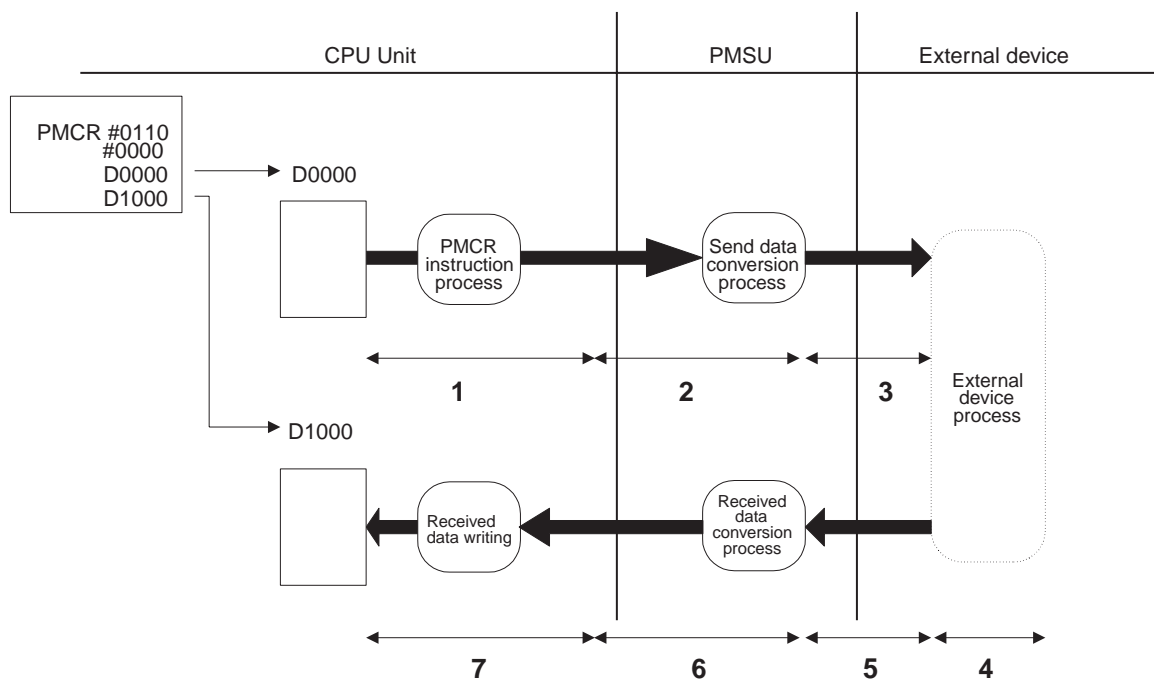 CPU Unit
PMSU
External device
PMCR #0110
#0000
D0000
D1000
D0000
PMCR
instruction
process
Send data
conversion
process
1
2
3
External
device
process
D1000
Received
data writing
Received
data
conversion
process
7
6
5
4